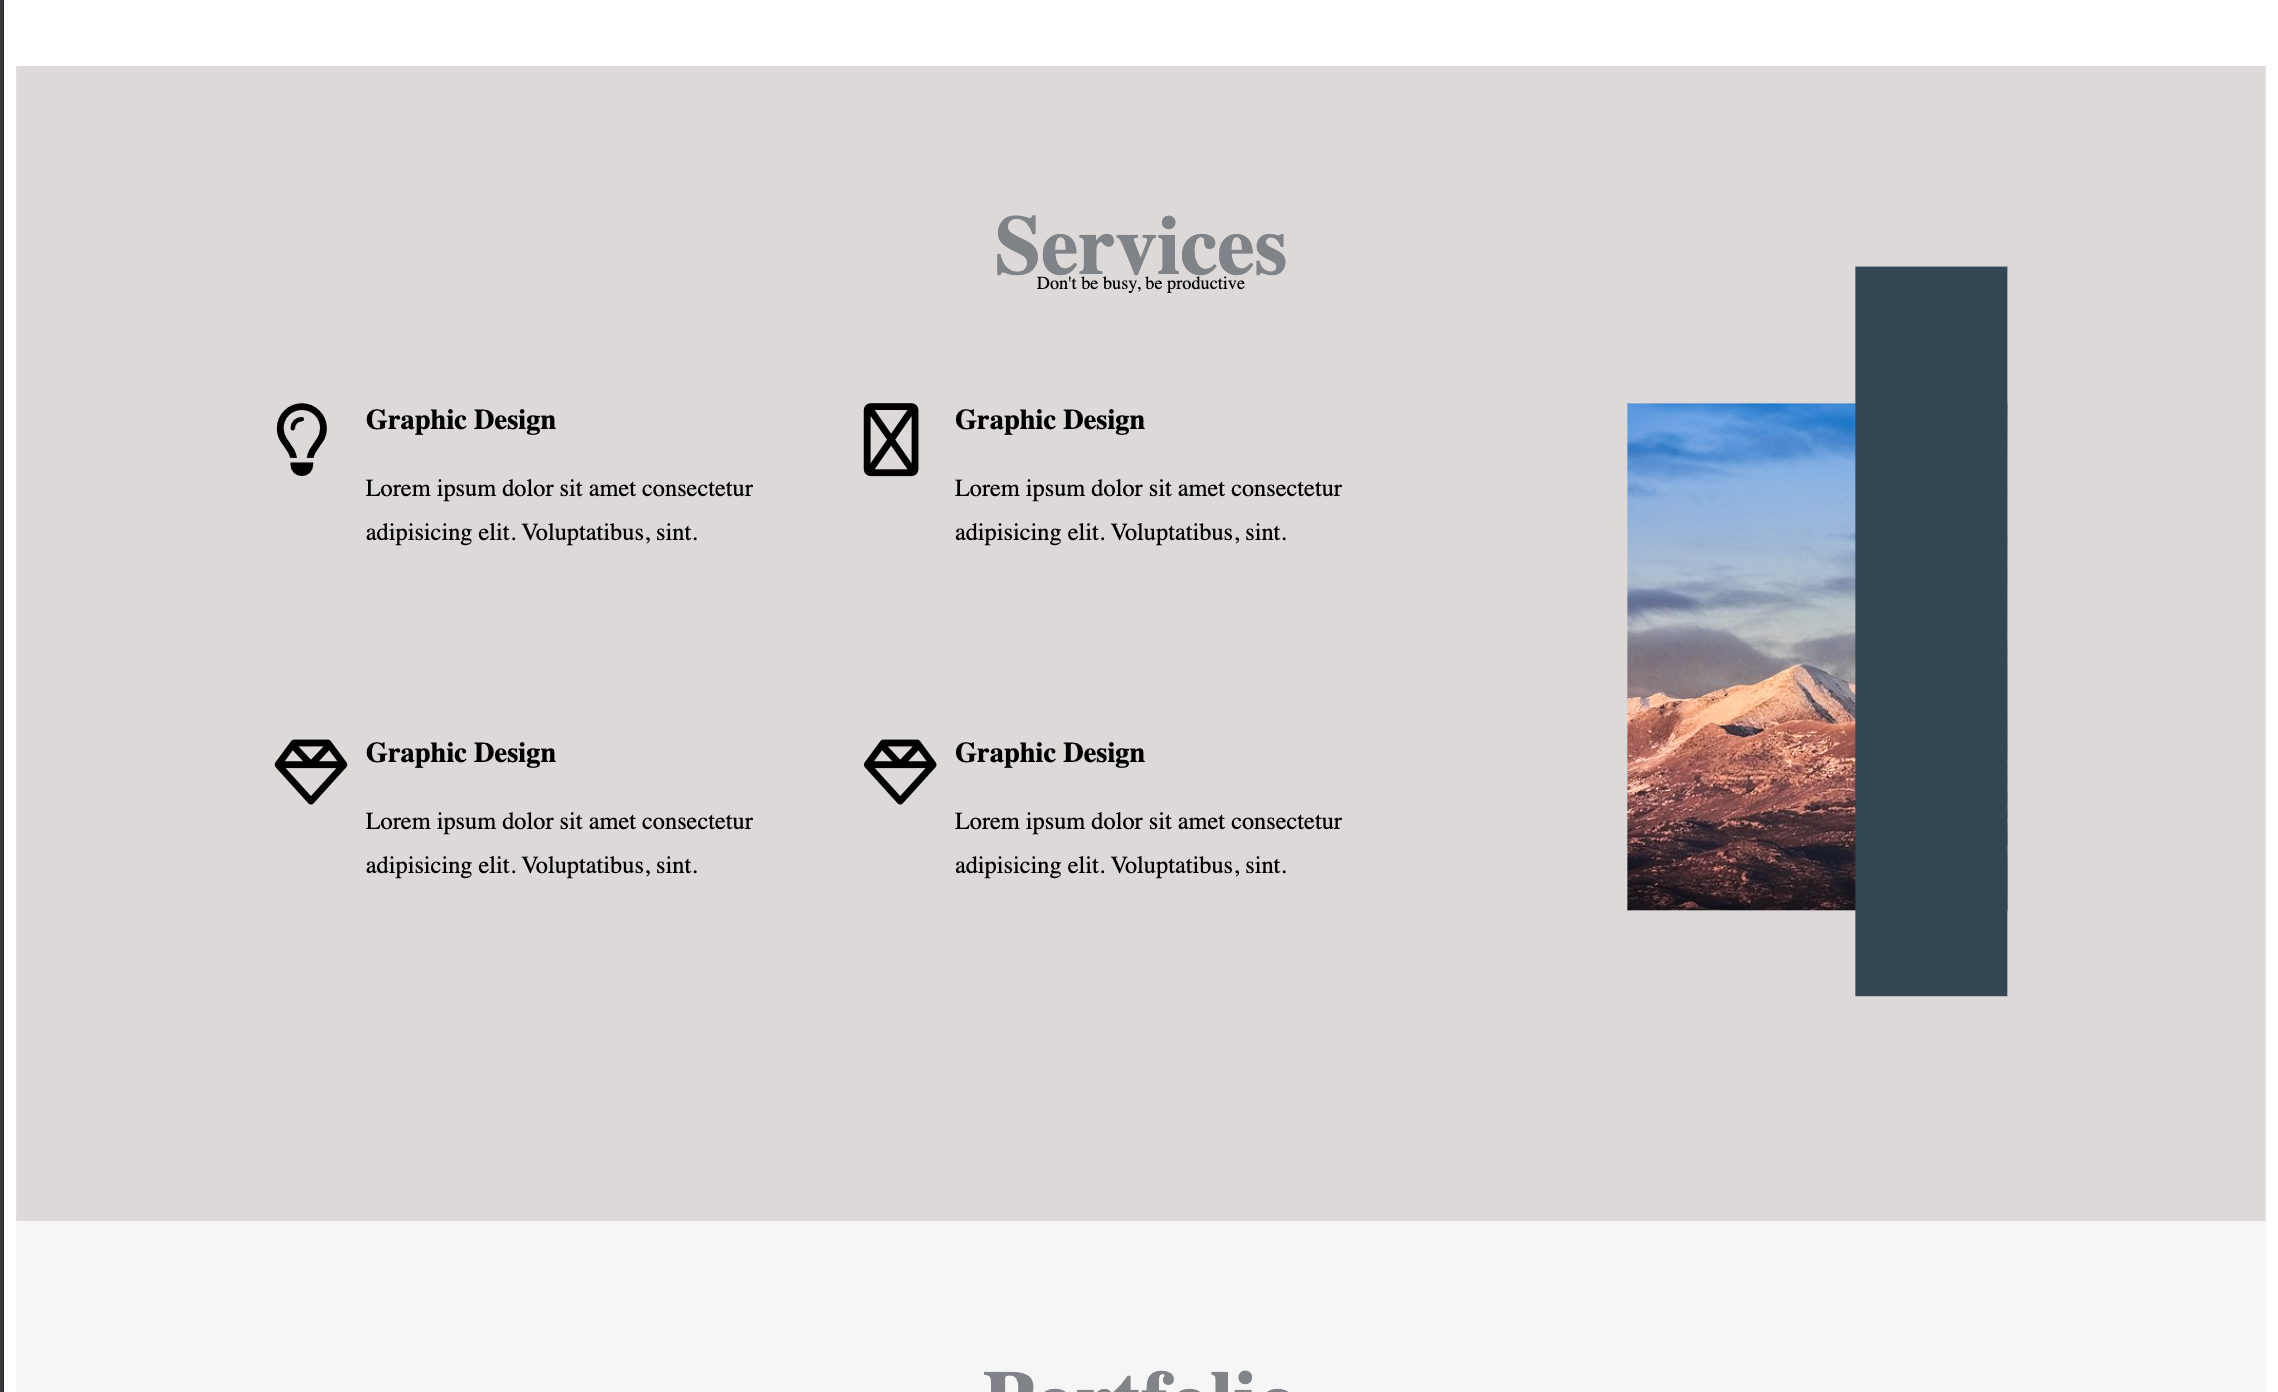 Services
Don't be busy, be productive
Graphic Design
Lorem ipsum dolor sit amet consectetur
adipisicing elit. Voluptatibus, sint.
Graphic Design
Lorem ipsum dolor sit amet consectetur
adipisicing elit. Voluptatibus, sint.
Graphic Design
Lorem ipsum dolor sit amet consectetur
adipisicing elit. Voluptatibus, sint.
Graphic Design
Lorem ipsum dolor sit amet consectetur
adipisicing elit. Voluptatibus, sint.
Portfolio